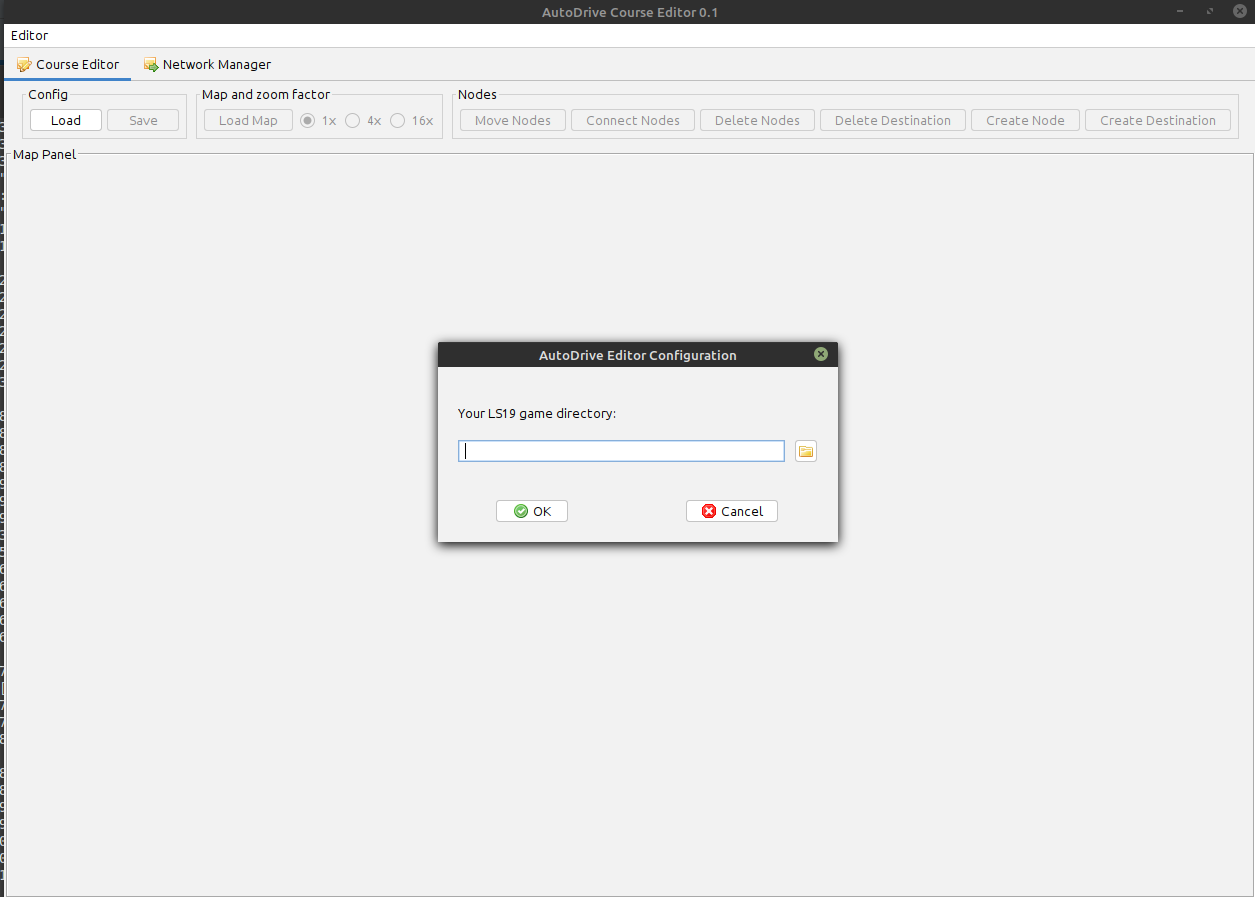 AutoDrive Course Editor 0.1
Editor
Course Editor Network Manager
Config Map and zoom factor Nodes
Load Save Load Map 1x 4x 16x Move Nodes Connect Nodes Delete Nodes Delete Destination Create Node Create Destination
Map Panel
AutoDrive Editor Configuration
Your LS19 game directory:
OK Cancel